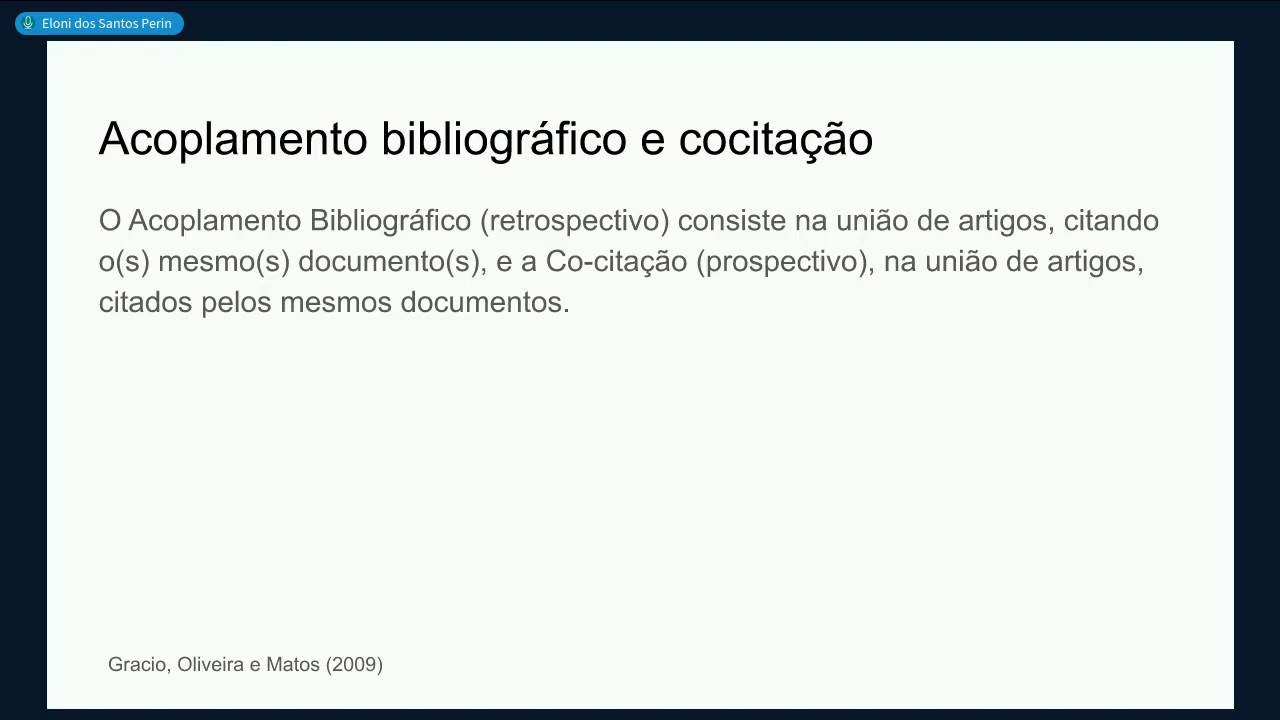 Eloni dos Santos Perin
Acoplamento bibliográfico e cocitação
O Acoplamento Bibliográfico (retrospectivo) consiste na união de artigos, citando
o(s) mesmo(s) documento(s), e a Co-citação (prospectivo), na união de artigos,
citados pelos mesmos documentos.
Gracio, Oliveira e Matos (2009)